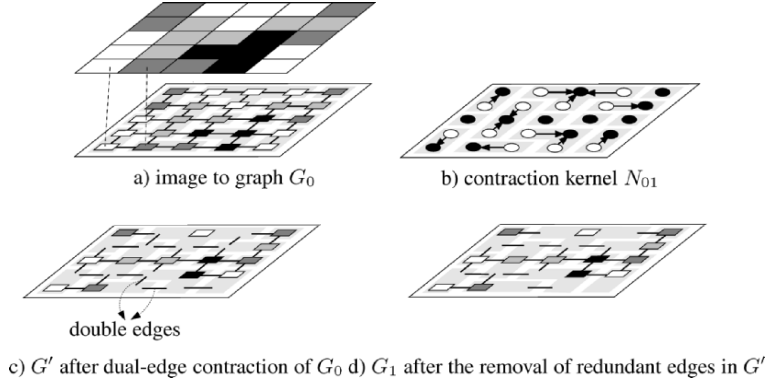 a) image to graph G₀
b) contraction kernel N₀₁
double edges
c) G′ after dual-edge contraction of G₀ d) G₁ after the removal of redundant edges in G′